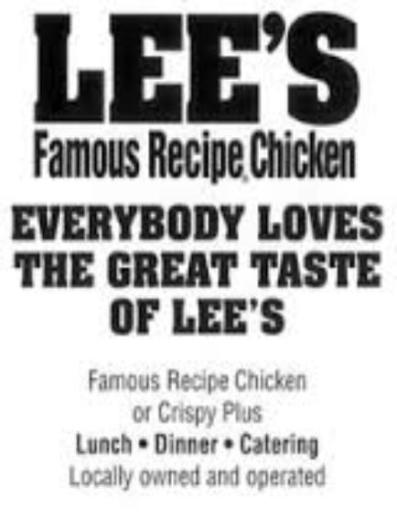 LEE'S
Famous Recipe Chicken
EVERYBODY LOVES
THE GREAT TASTE
OF LEE'S
Famous Recipe Chicken
or Crispy Plus
Lunch • Dinner • Catering
Locally owned and operated